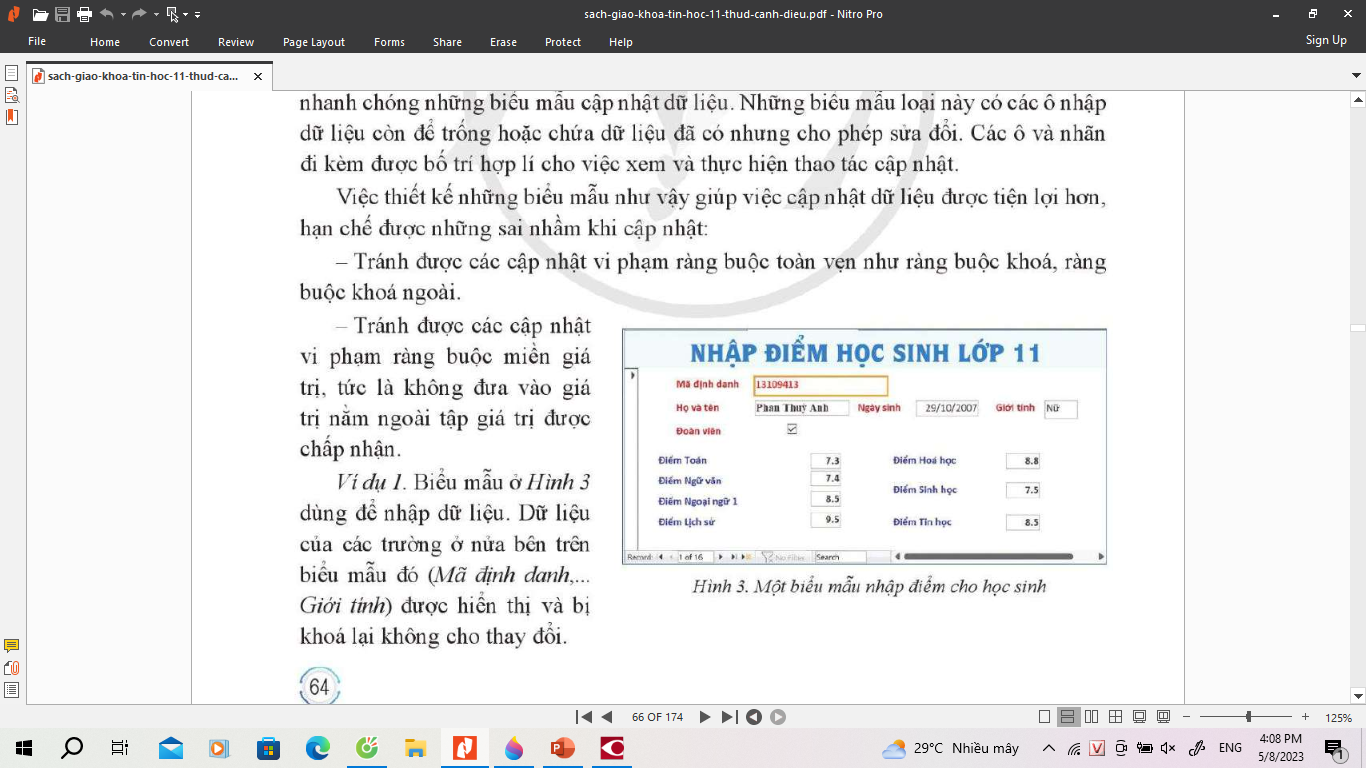 sach-giao-khoa-tin-hoc-11-thud-canh-dieu.pdf - Nitro Pro
File Home Convert Review Page Layout Forms Share Erase Protect Help Sign Up
sach-giao-khoa-tin-hoc-11-thud-ca...
nhanh chóng những biểu mẫu cập nhật dữ liệu. Những biểu mẫu loại này có các ô nhập
dữ liệu còn để trống hoặc chứa dữ liệu đã có nhưng cho phép sửa đổi. Các ô và nhãn
đi kèm được bố trí hợp lí cho việc xem và thực hiện thao tác cập nhật.
Việc thiết kế những biểu mẫu như vậy giúp việc cập nhật dữ liệu được tiện lợi hơn,
hạn chế được những sai nhầm khi cập nhật:
– Tránh được các cập nhật vi phạm ràng buộc toàn vẹn như ràng buộc khoá, ràng
buộc khoá ngoài.
– Tránh được các cập nhật
vi phạm ràng buộc miền giá
trị, tức là không đưa vào giá
trị nằm ngoài tập giá trị được
chấp nhận.
Ví dụ 1. Biểu mẫu ở Hình 3
dùng để nhập dữ liệu. Dữ liệu
của các trường ở nửa bên trên
biểu mẫu đó (Mã định danh,...
Giới tính) được hiển thị và bị
khoá lại không cho thay đổi.
NHẬP ĐIỂM HỌC SINH LỚP 11
Mã định danh 13109413
Họ và tên Phan Thuỳ Anh Ngày sinh 29/10/2007 Giới tính Nữ
Đoàn viên
Điểm Toán 7.3 Điểm Hoá học 8.8
Điểm Ngữ văn 7.4
Điểm Sinh học 7.5
Điểm Ngoại ngữ 1 8.5
Điểm Lịch sử 9.5 Điểm Tin học 8.5
Record: 1 of 16 No Filter Search
Hình 3. Một biểu mẫu nhập điểm cho học sinh
64
66 OF 174 125%
29°C Nhiều mây ENG 4:08 PM
5/8/2023 1